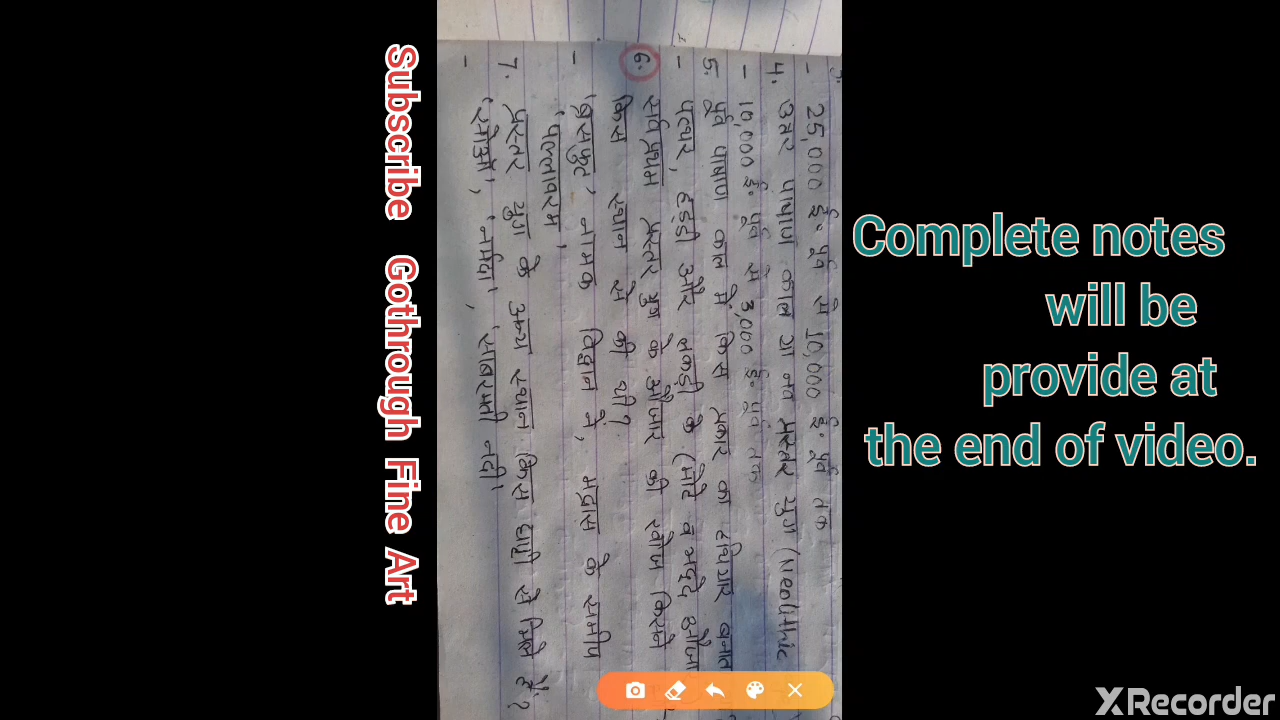 - 25,000 ई॰ पूर्व से 10,000 ई॰ पूर्व तक
4. उत्तर पाषाण काल या नव प्रस्तर युग (Neolithic
- 10,000 ई॰ पूर्व से 3,000 ई॰ पूर्व तक
5. पूर्व पाषाण काल में किस प्रकार का हथियार बनाते
- पत्थर, हड्डी और लकड़ी के (मोटे व भद्दे औजार)
6. सर्वप्रथम प्रस्तर युग के औजार की खोज किसने
किस स्थान से की थी?
- 'ब्रुसफुट' नामक विद्वान ने, मद्रास के समीप
'पल्लवरम'
7. प्रस्तर युग के अन्य स्थान किस घाटी से मिले हैं?
- 'सोअ', 'नर्मदा', 'साबरमती नदी'
Subscribe Gothrough Fine Art
Complete notes
will be
provide at
the end of video.
XRecorder